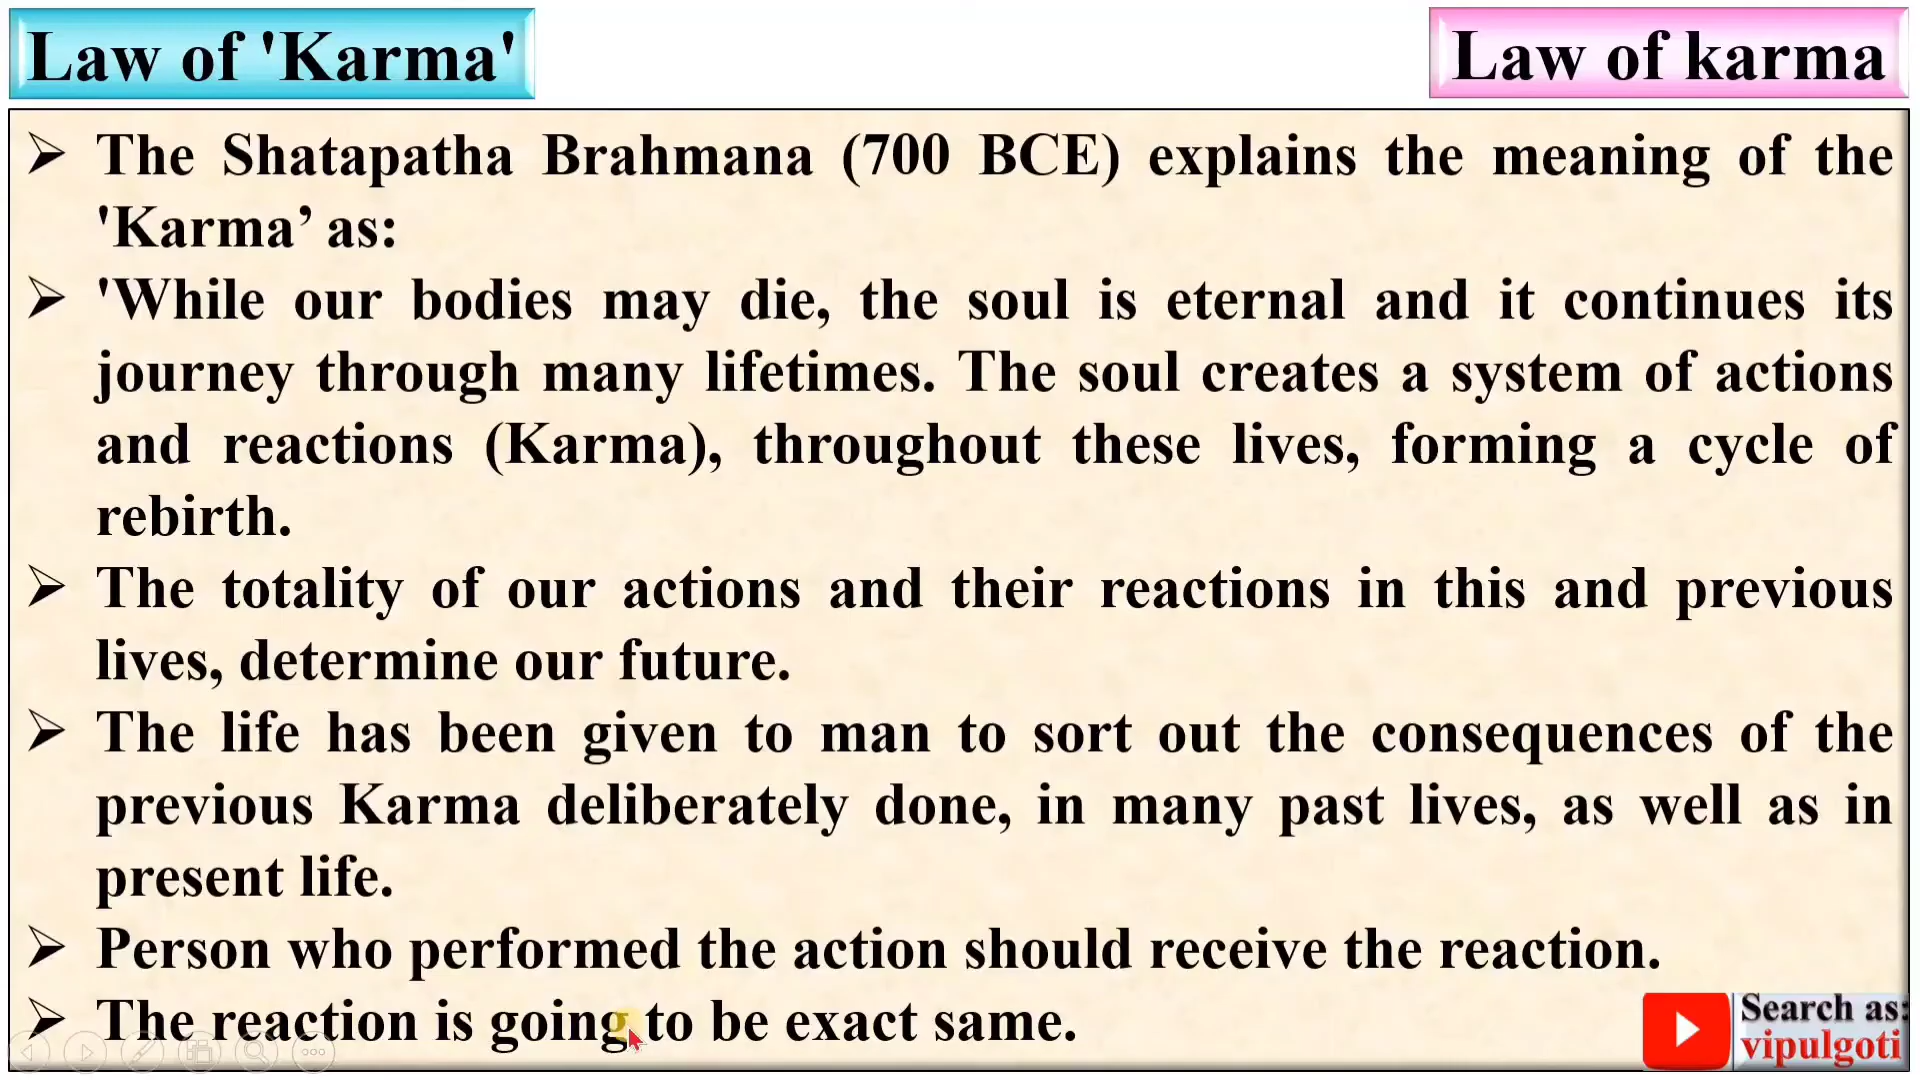 Law of 'Karma'
Law of karma
➢ The Shatapatha Brahmana (700 BCE) explains the meaning of the
'Karma’ as:
➢ 'While our bodies may die, the soul is eternal and it continues its
journey through many lifetimes. The soul creates a system of actions
and reactions (Karma), throughout these lives, forming a cycle of
rebirth.
➢ The totality of our actions and their reactions in this and previous
lives, determine our future.
➢ The life has been given to man to sort out the consequences of the
previous Karma deliberately done, in many past lives, as well as in
present life.
➢ Person who performed the action should receive the reaction.
➢ The reaction is going to be exact same.
Search as:
vipulgoti